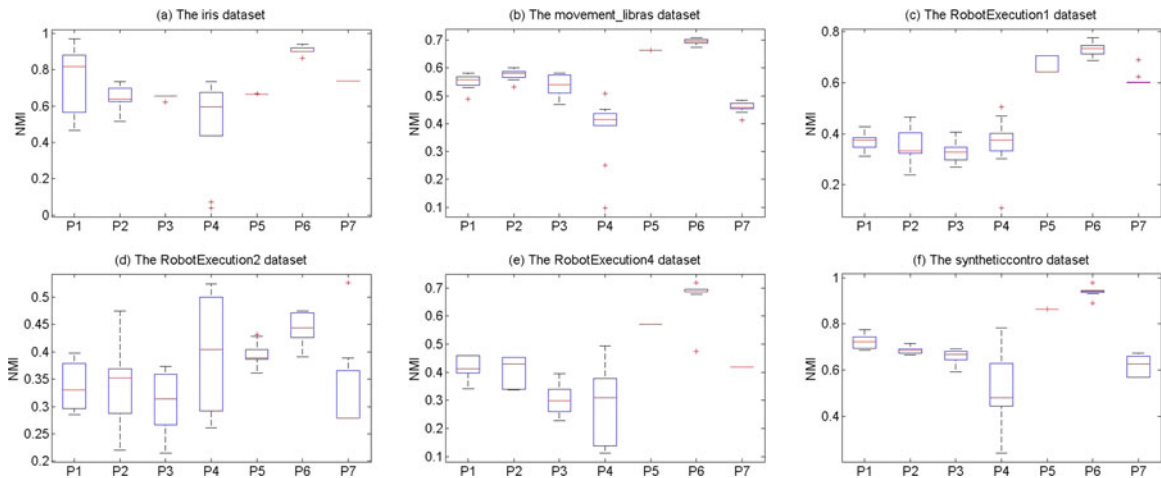 (a) The iris dataset
(b) The movement_libras dataset
(c) The RobotExecution1 dataset
NMI
1
0.8
0.6
0.4
0.2
0
P1 P2 P3 P4 P5 P6 P7
NMI
0.7
0.6
0.5
0.4
0.3
0.2
0.1
P1 P2 P3 P4 P5 P6 P7
NMI
0.8
0.6
0.4
0.2
P1 P2 P3 P4 P5 P6 P7
(d) The RobotExecution2 dataset
(e) The RobotExecution4 dataset
(f) The syntheticcontro dataset
NMI
0.5
0.45
0.4
0.35
0.3
0.25
0.2
P1 P2 P3 P4 P5 P6 P7
NMI
0.7
0.6
0.5
0.4
0.3
0.2
0.1
P1 P2 P3 P4 P5 P6 P7
NMI
1
0.8
0.6
0.4
P1 P2 P3 P4 P5 P6 P7